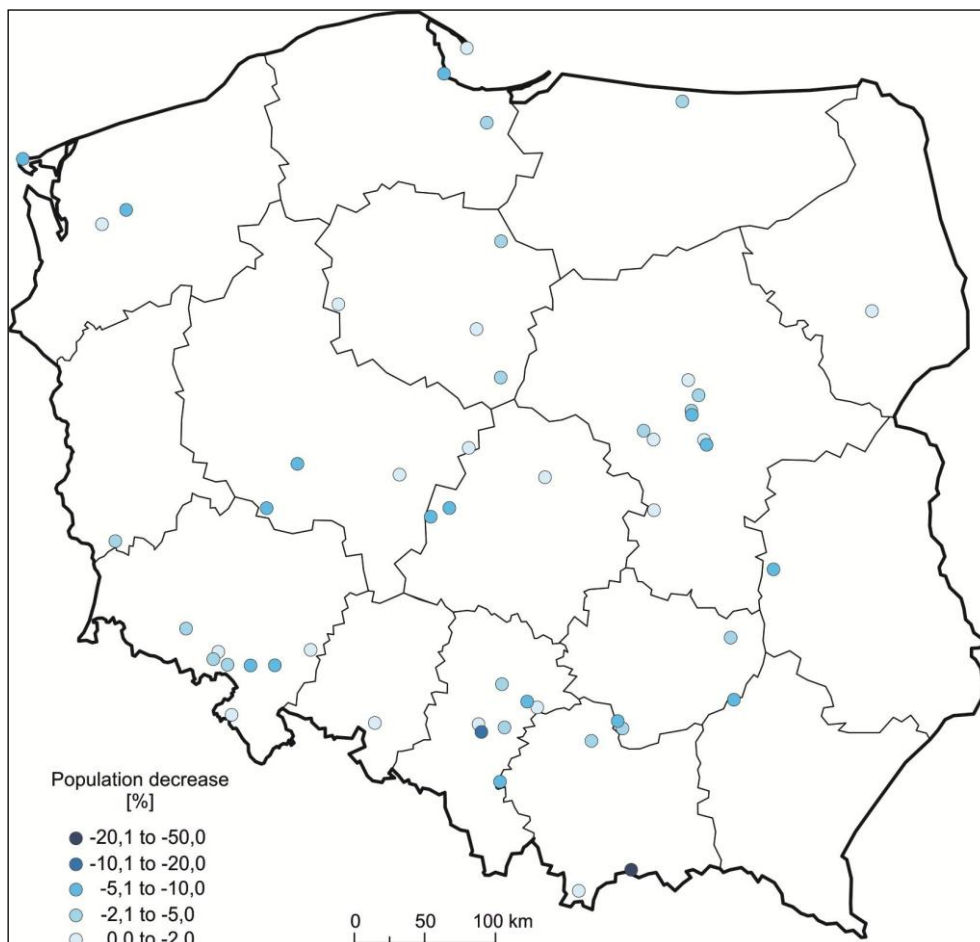 Population decrease
[%]
-20,1 to -50,0
-10,1 to -20,0
-5,1 to -10,0
-2,1 to -5,0
0,0 to -2,0
0 50 100 km